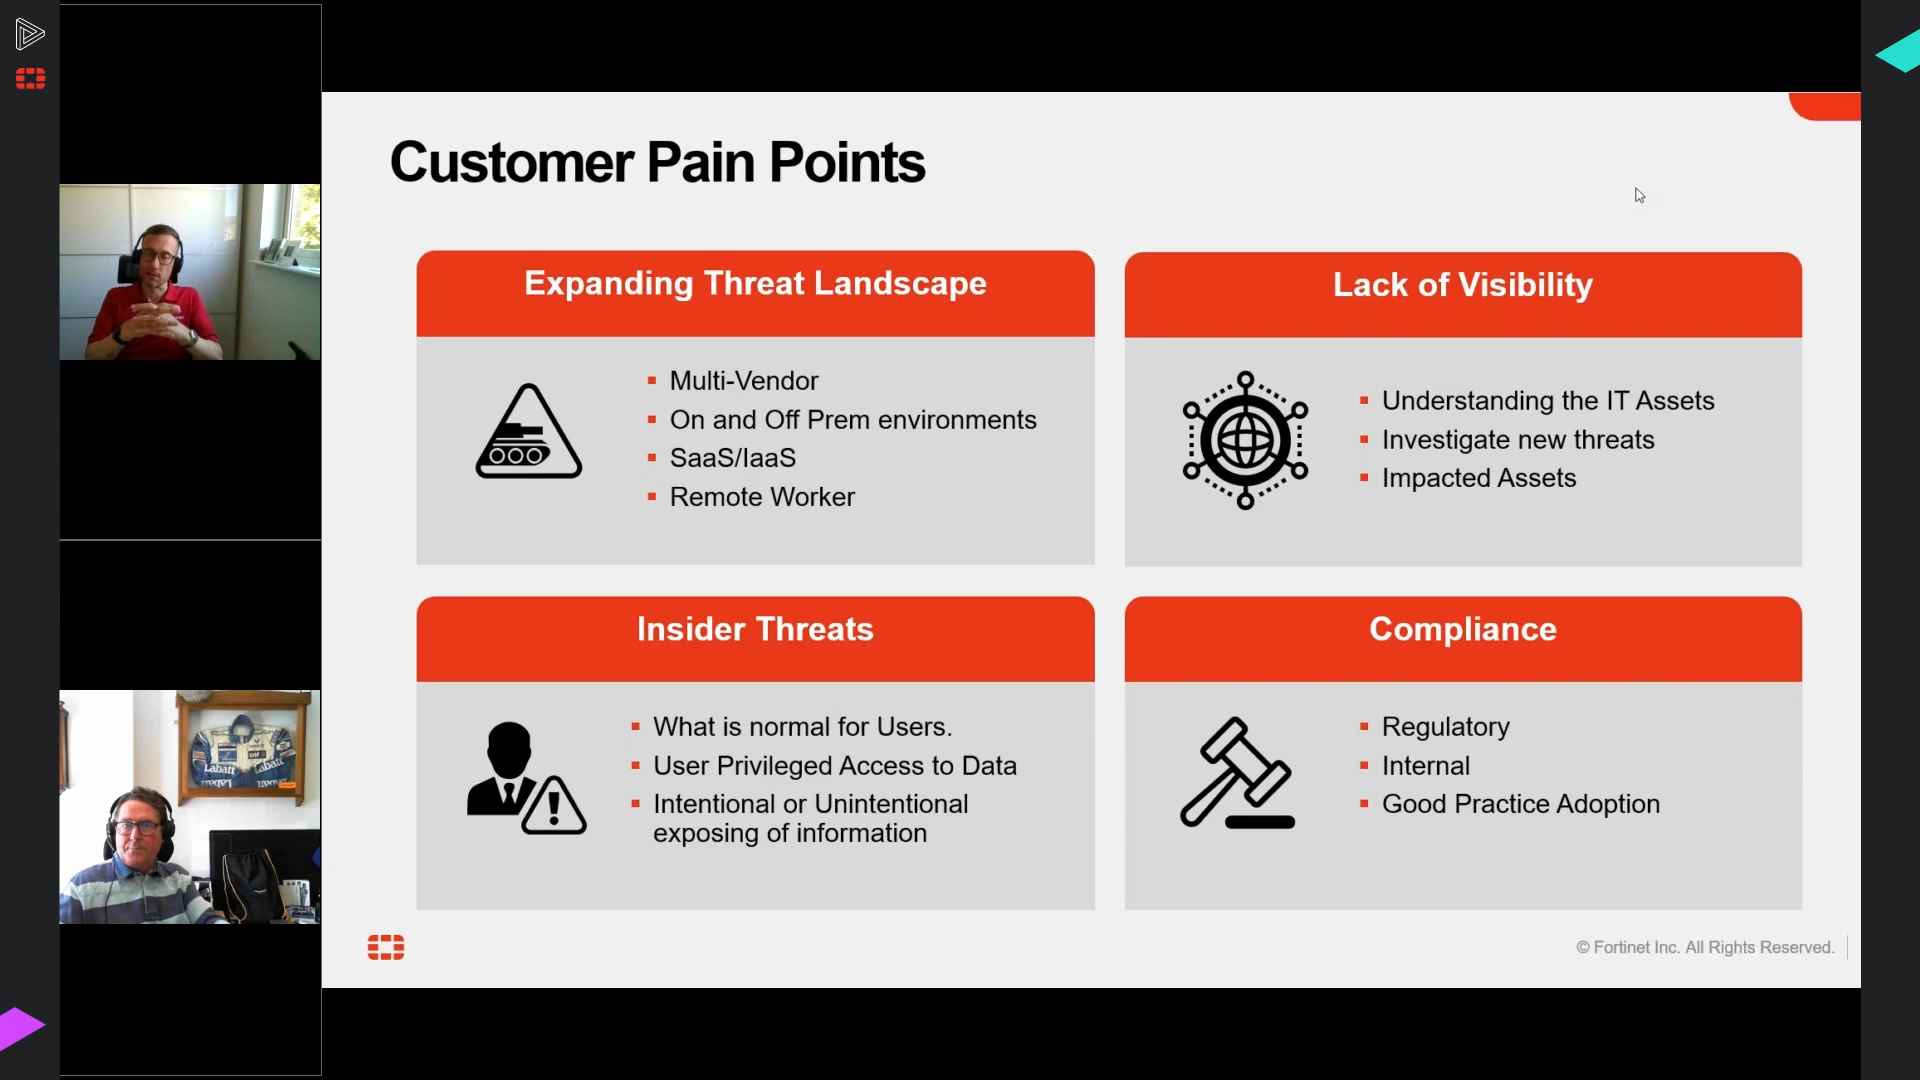 Customer Pain Points
Expanding Threat Landscape
Multi-Vendor
On and Off Prem environments
SaaS/IaaS
Remote Worker
Lack of Visibility
Understanding the IT Assets
Investigate new threats
Impacted Assets
Insider Threats
What is normal for Users.
User Privileged Access to Data
Intentional or Unintentional
exposing of information
Compliance
Regulatory
Internal
Good Practice Adoption
© Fortinet Inc. All Rights Reserved.
Labatt
Labatt